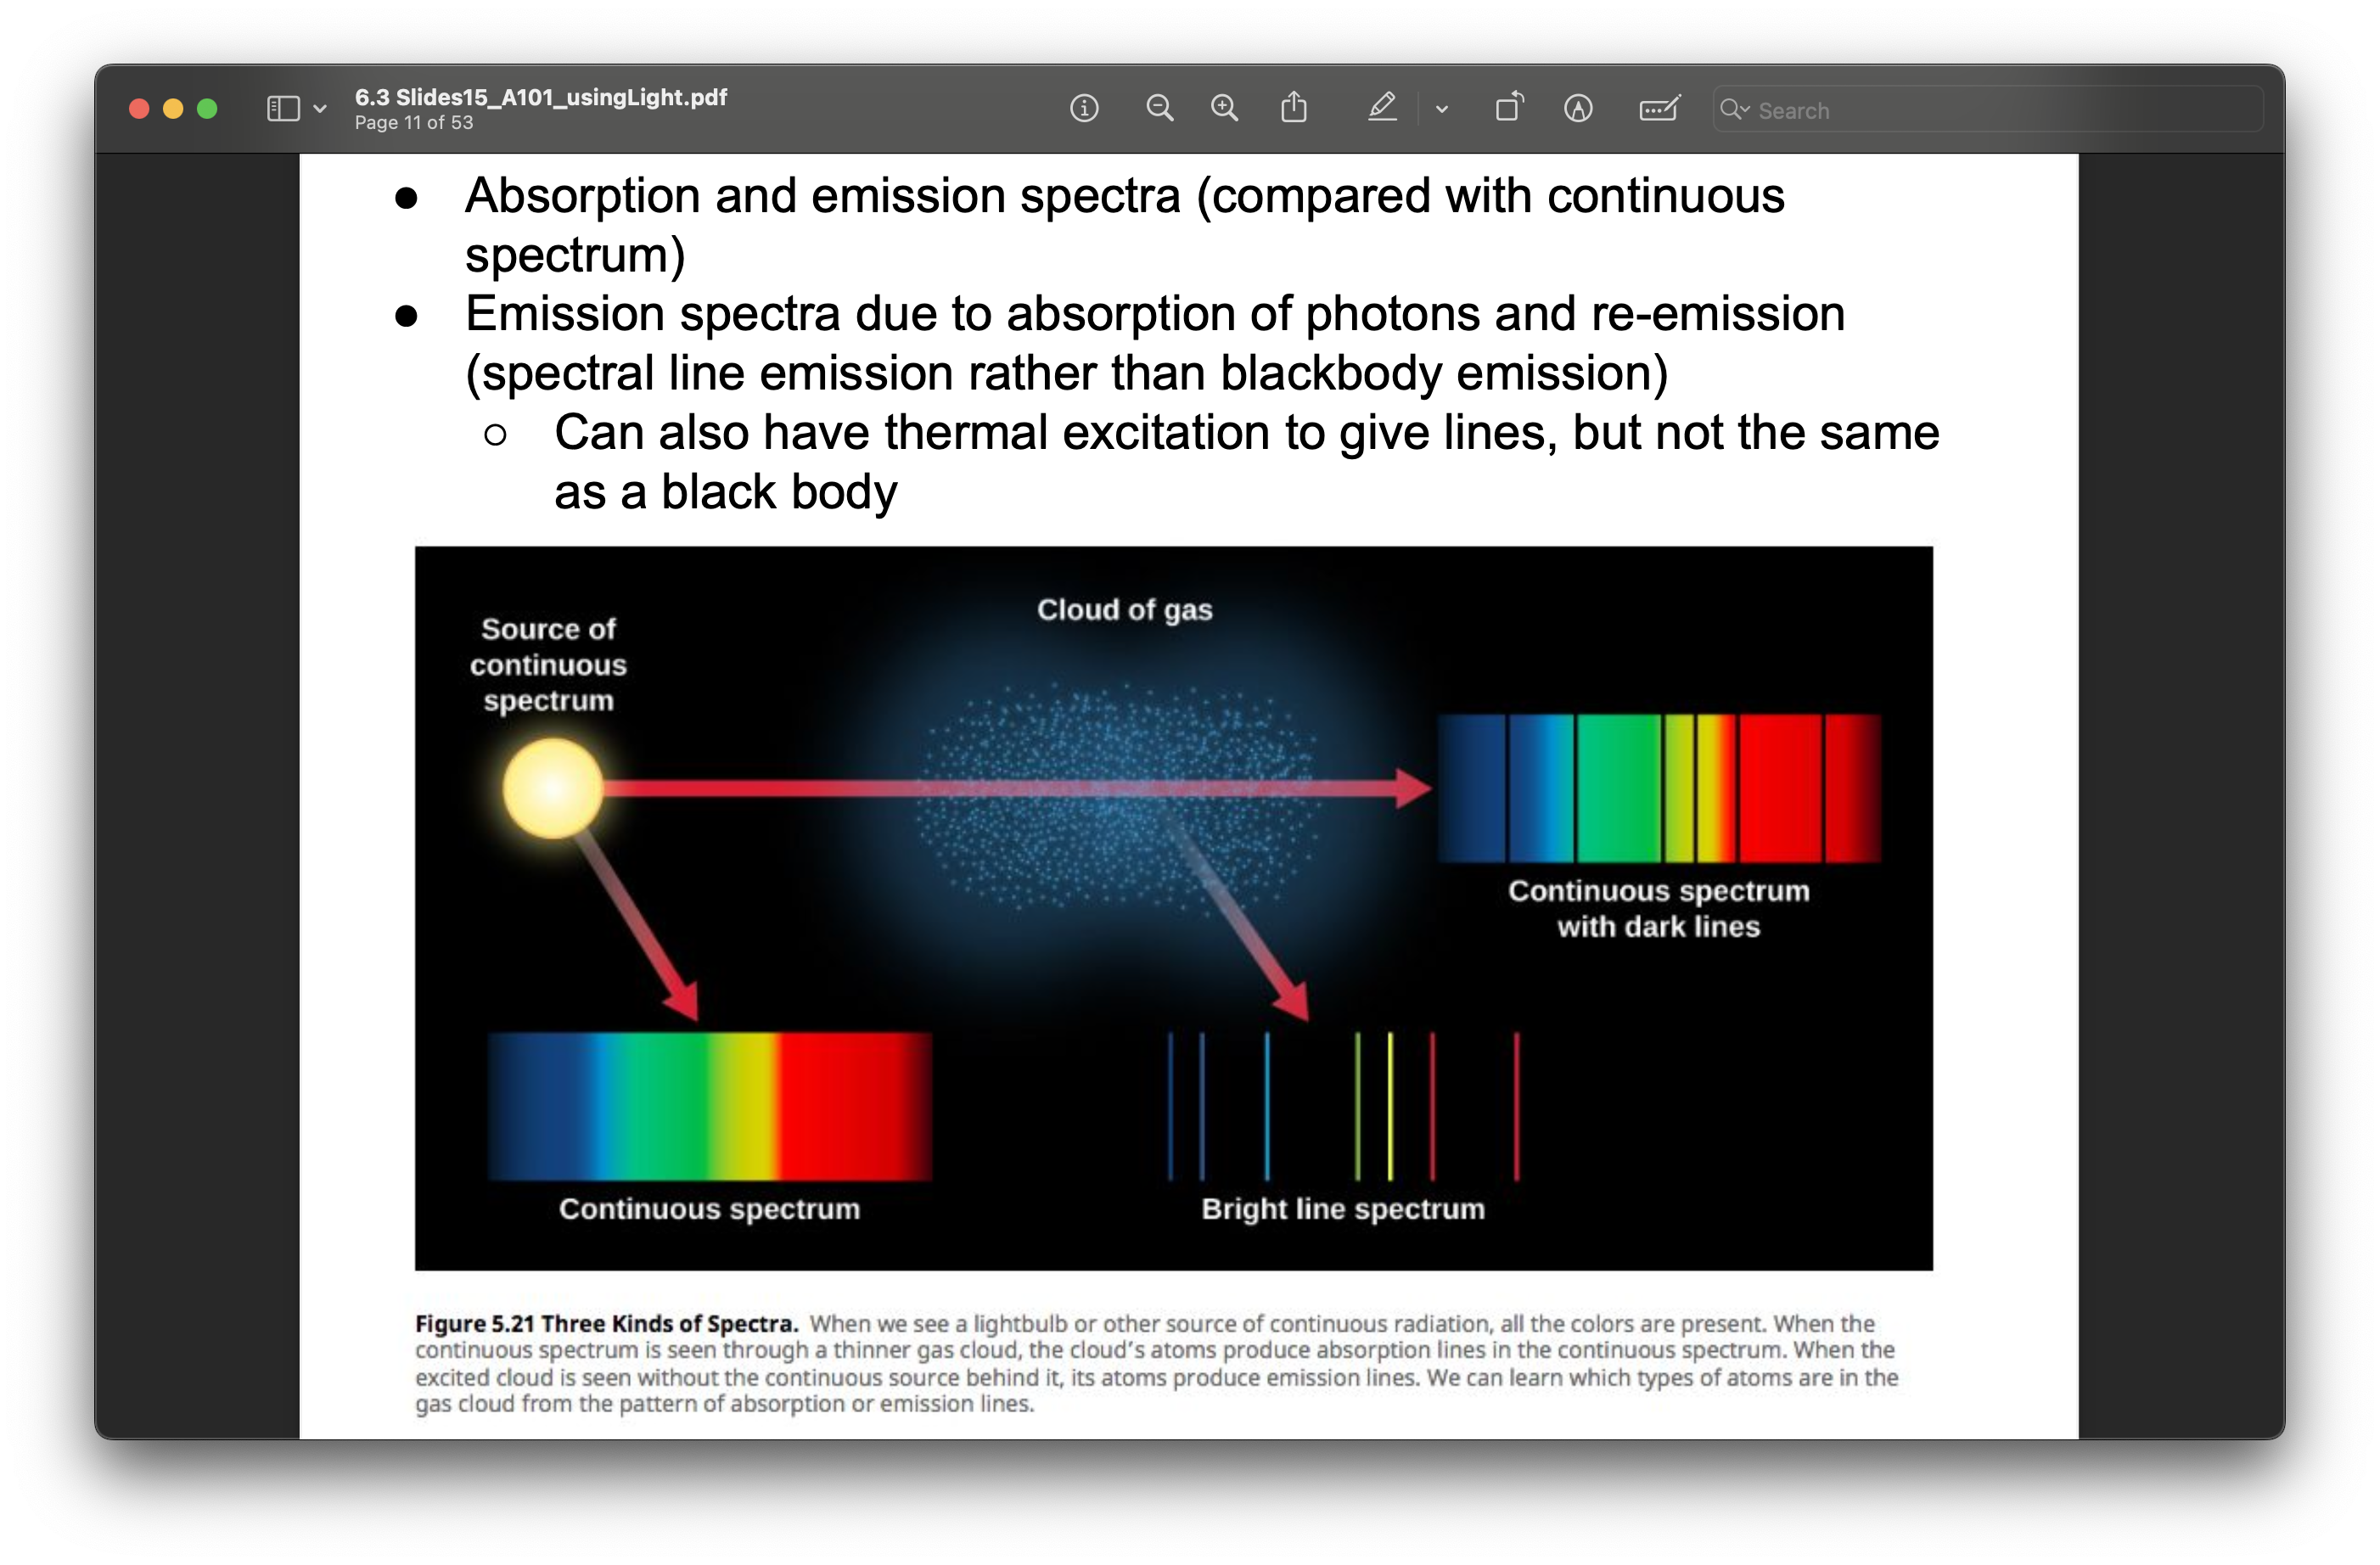 6.3 Slides15_A101_usingLight.pdf
Page 11 of 53
Search
● Absorption and emission spectra (compared with continuous
spectrum)
● Emission spectra due to absorption of photons and re-emission
(spectral line emission rather than blackbody emission)
○ Can also have thermal excitation to give lines, but not the same
as a black body
Cloud of gas
Source of
continuous
spectrum
Continuous spectrum
with dark lines
Continuous spectrum
Bright line spectrum
Figure 5.21 Three Kinds of Spectra. When we see a lightbulb or other source of continuous radiation, all the colors are present. When the
continuous spectrum is seen through a thinner gas cloud, the cloud’s atoms produce absorption lines in the continuous spectrum. When the
excited cloud is seen without the continuous source behind it, its atoms produce emission lines. We can learn which types of atoms are in the
gas cloud from the pattern of absorption or emission lines.